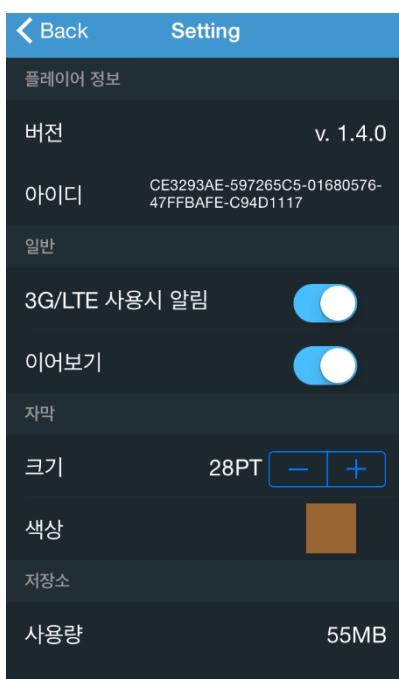 Back Setting
플레이어 정보
버전 v. 1.4.0
아이디 CE3293AE-597265C5-01680576-
47FFBAFE-C94D1117
일반
3G/LTE 사용시 알림
이어보기
자막
크기 28PT − +
색상
저장소
사용량 55MB